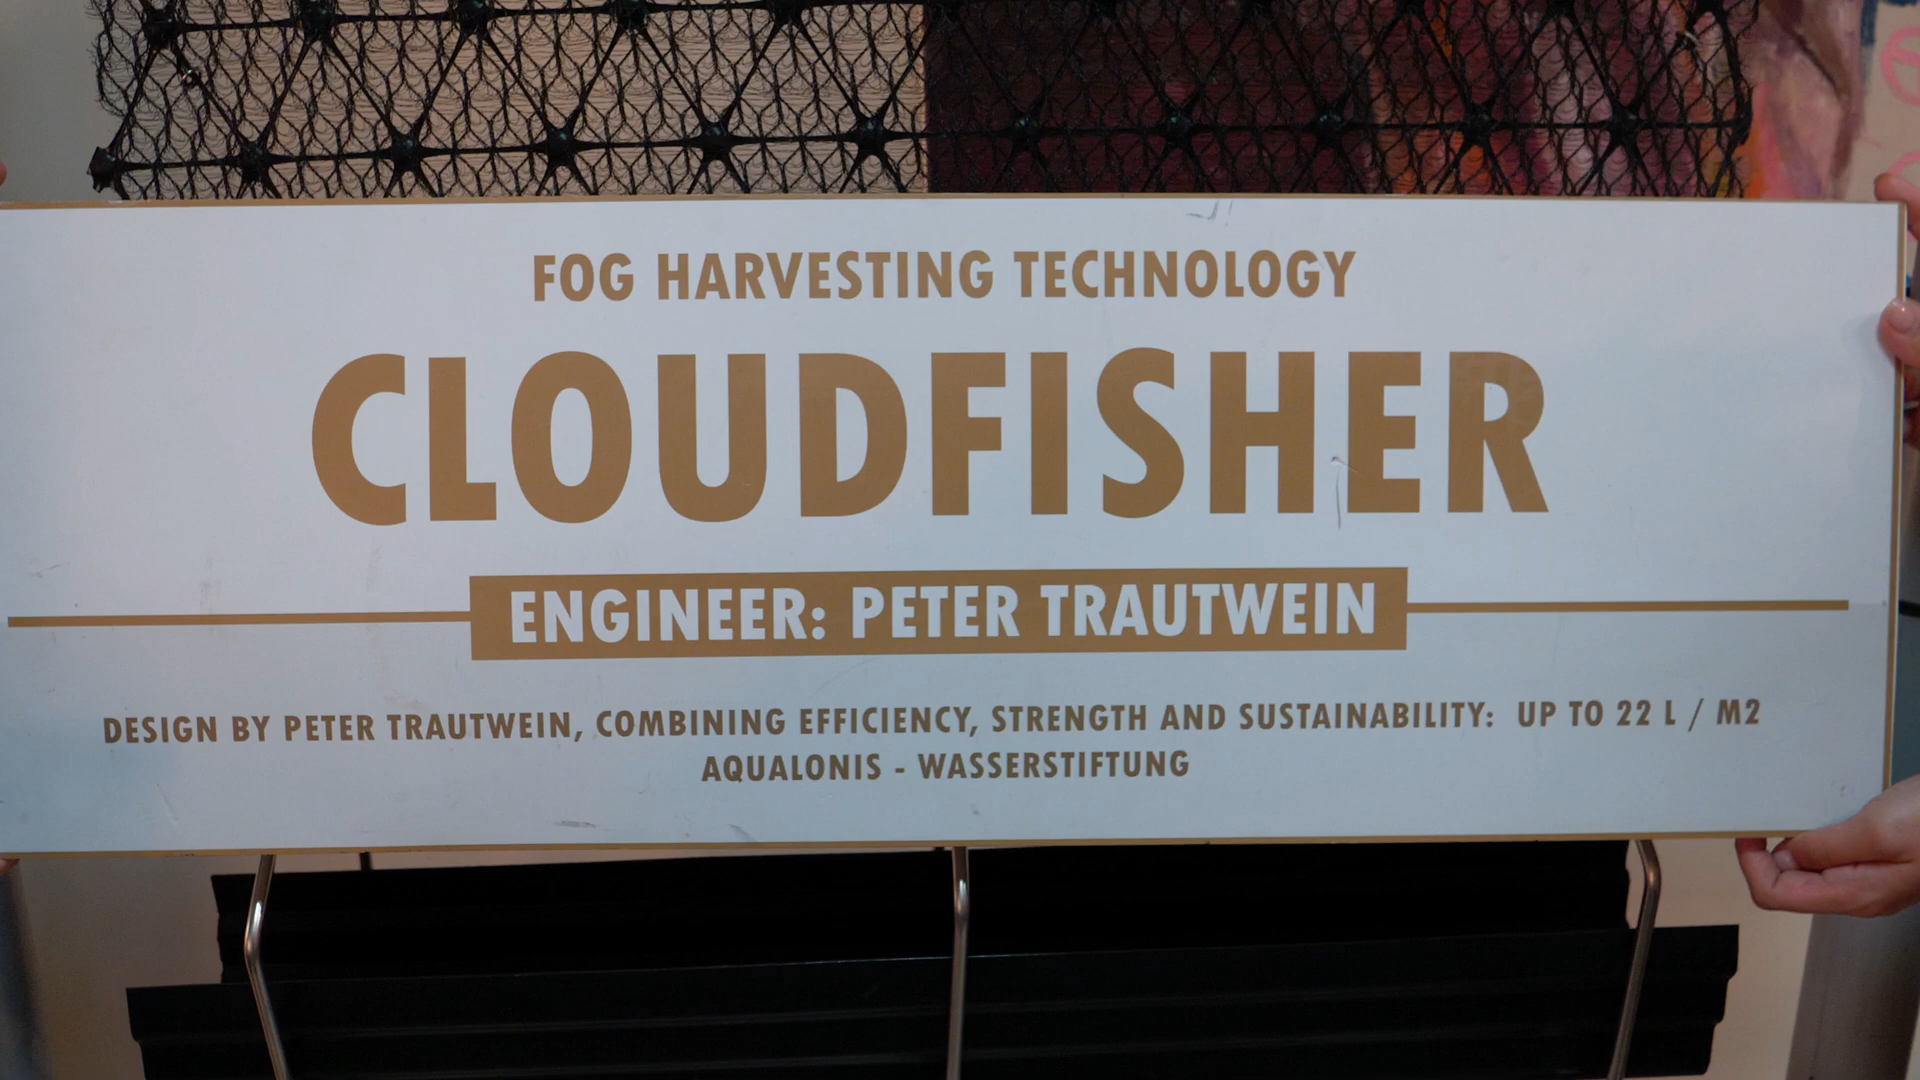 FOG HARVESTING TECHNOLOGY
CLOUDFISHER
ENGINEER: PETER TRAUTWEIN
DESIGN BY PETER TRAUTWEIN, COMBINING EFFICIENCY, STRENGTH AND SUSTAINABILITY: UP TO 22 L / M2
AQUALONIS - WASSERSTIFTUNG